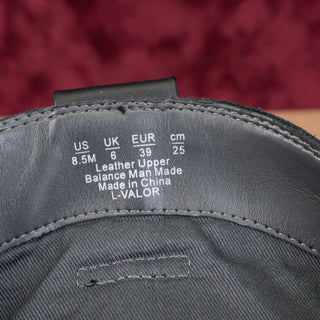 US UK EUR cm
8.5M 6 39 25
Leather Upper
Balance Man Made
Made in China
L-VALOR